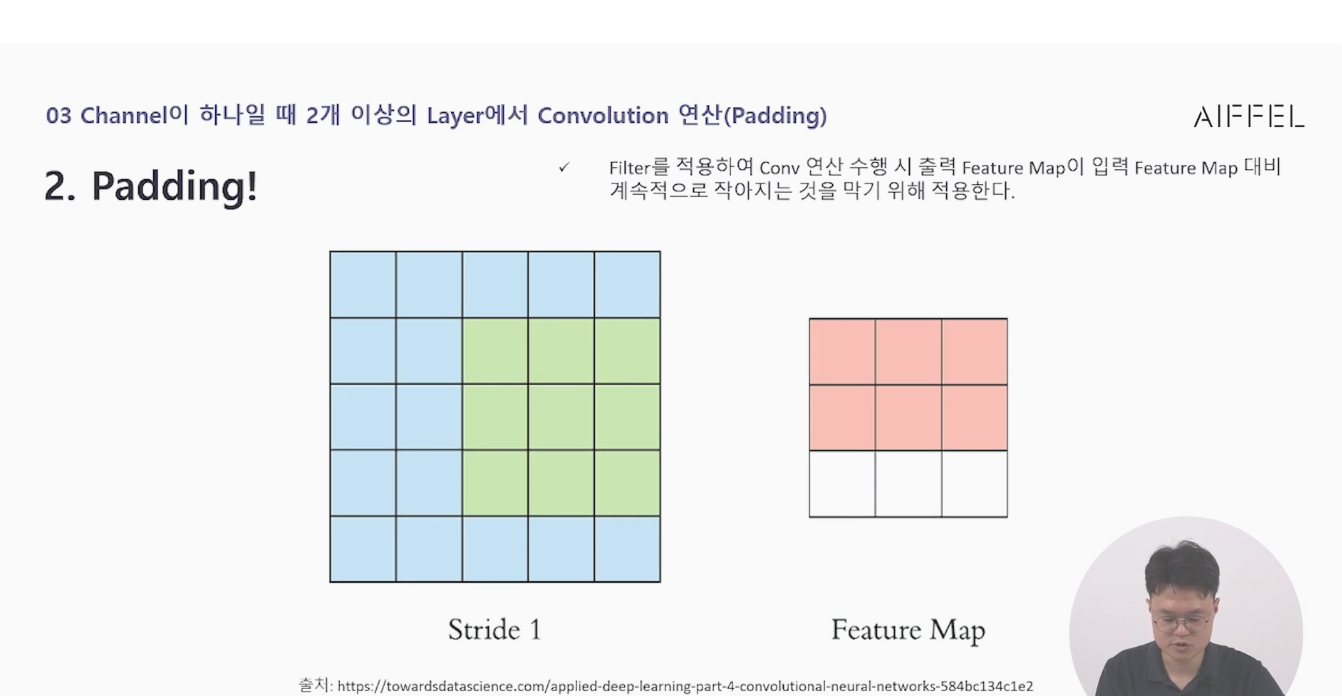 03 Channel이 하나일 때 2개 이상의 Layer에서 Convolution 연산(Padding)
AIFFEL
2. Padding!
✓ Filter를 적용하여 Conv 연산 수행 시 출력 Feature Map이 입력 Feature Map 대비
계속적으로 작아지는 것을 막기 위해 적용한다.
Stride 1
Feature Map
출처: https://towardsdatascience.com/applied-deep-learning-part-4-convolutional-neural-networks-584bc134c1e2